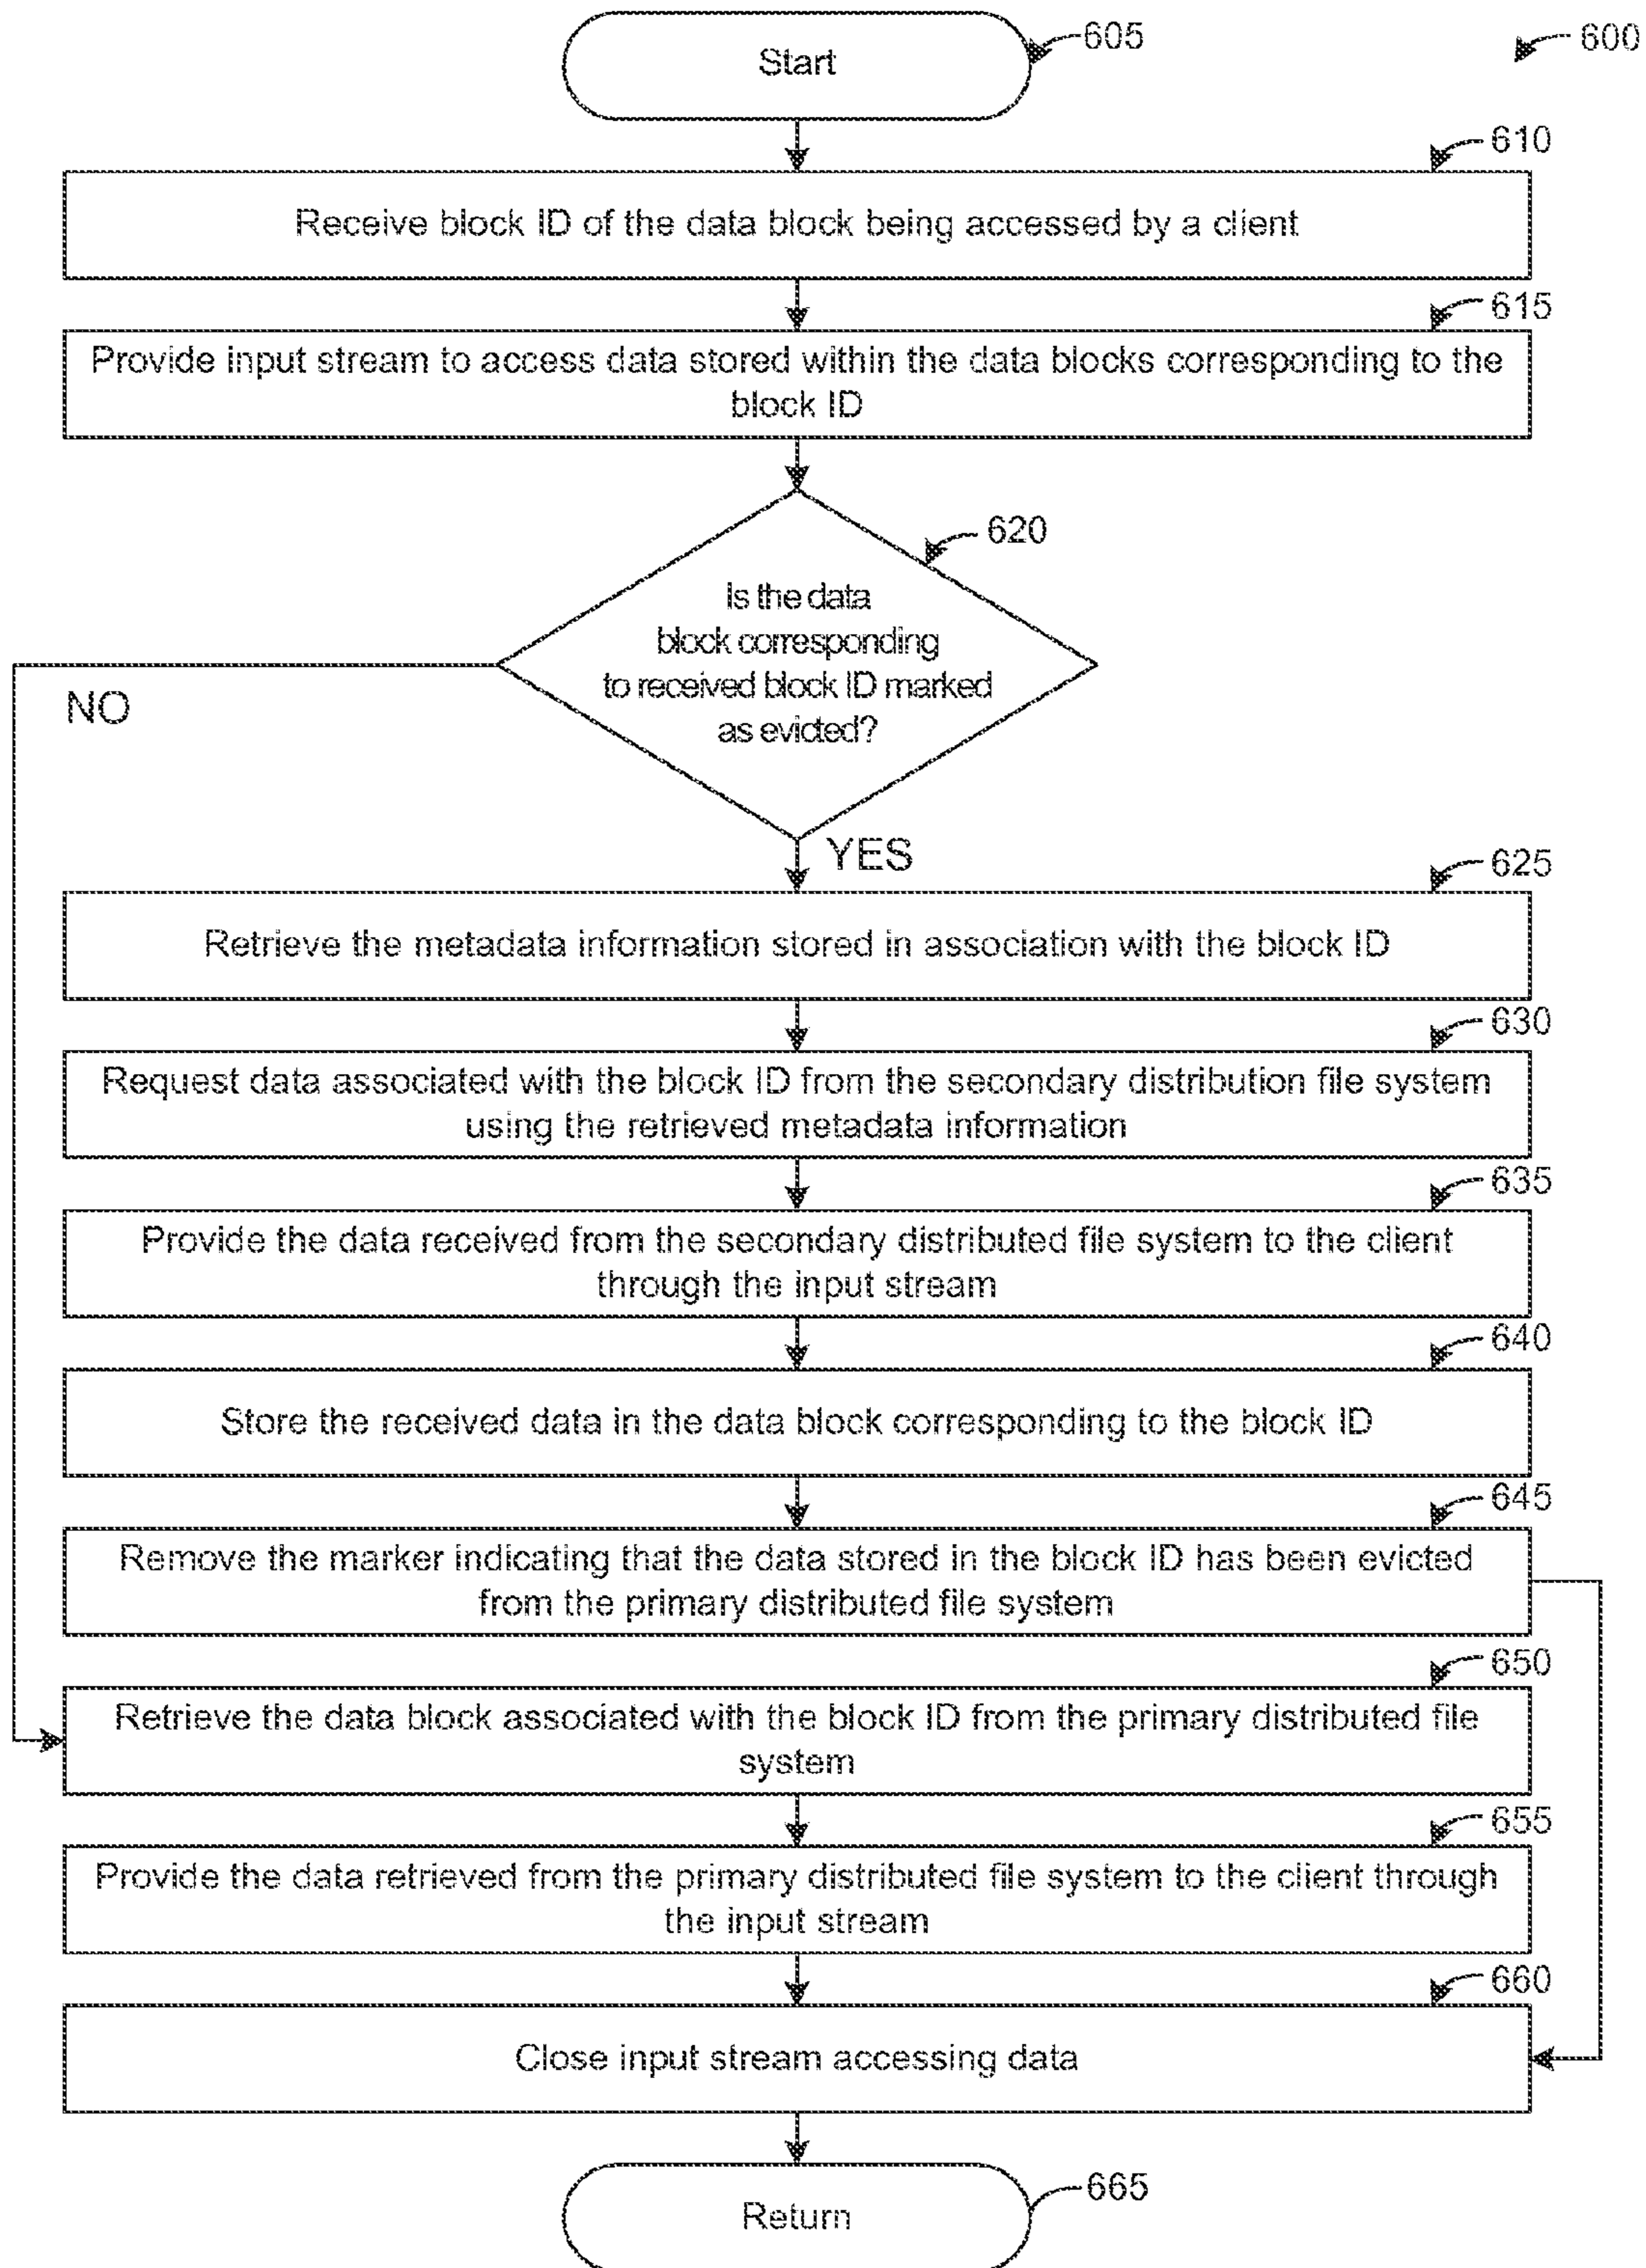 Start
605
600
610
Receive block ID of the data block being accessed by a client
615
Provide input stream to access data stored within the data blocks corresponding to the
block ID
620
Is the data
block corresponding
to received block ID marked
as evicted?
NO
YES
625
Retrieve the metadata information stored in association with the block ID
630
Request data associated with the block ID from the secondary distribution file system
using the retrieved metadata information
635
Provide the data received from the secondary distributed file system to the client
through the input stream
640
Store the received data in the data block corresponding to the block ID
645
Remove the marker indicating that the data stored in the block ID has been evicted
from the primary distributed file system
650
Retrieve the data block associated with the block ID from the primary distributed file
system
655
Provide the data retrieved from the primary distributed file system to the client through
the input stream
660
Close input stream accessing data
Return
665